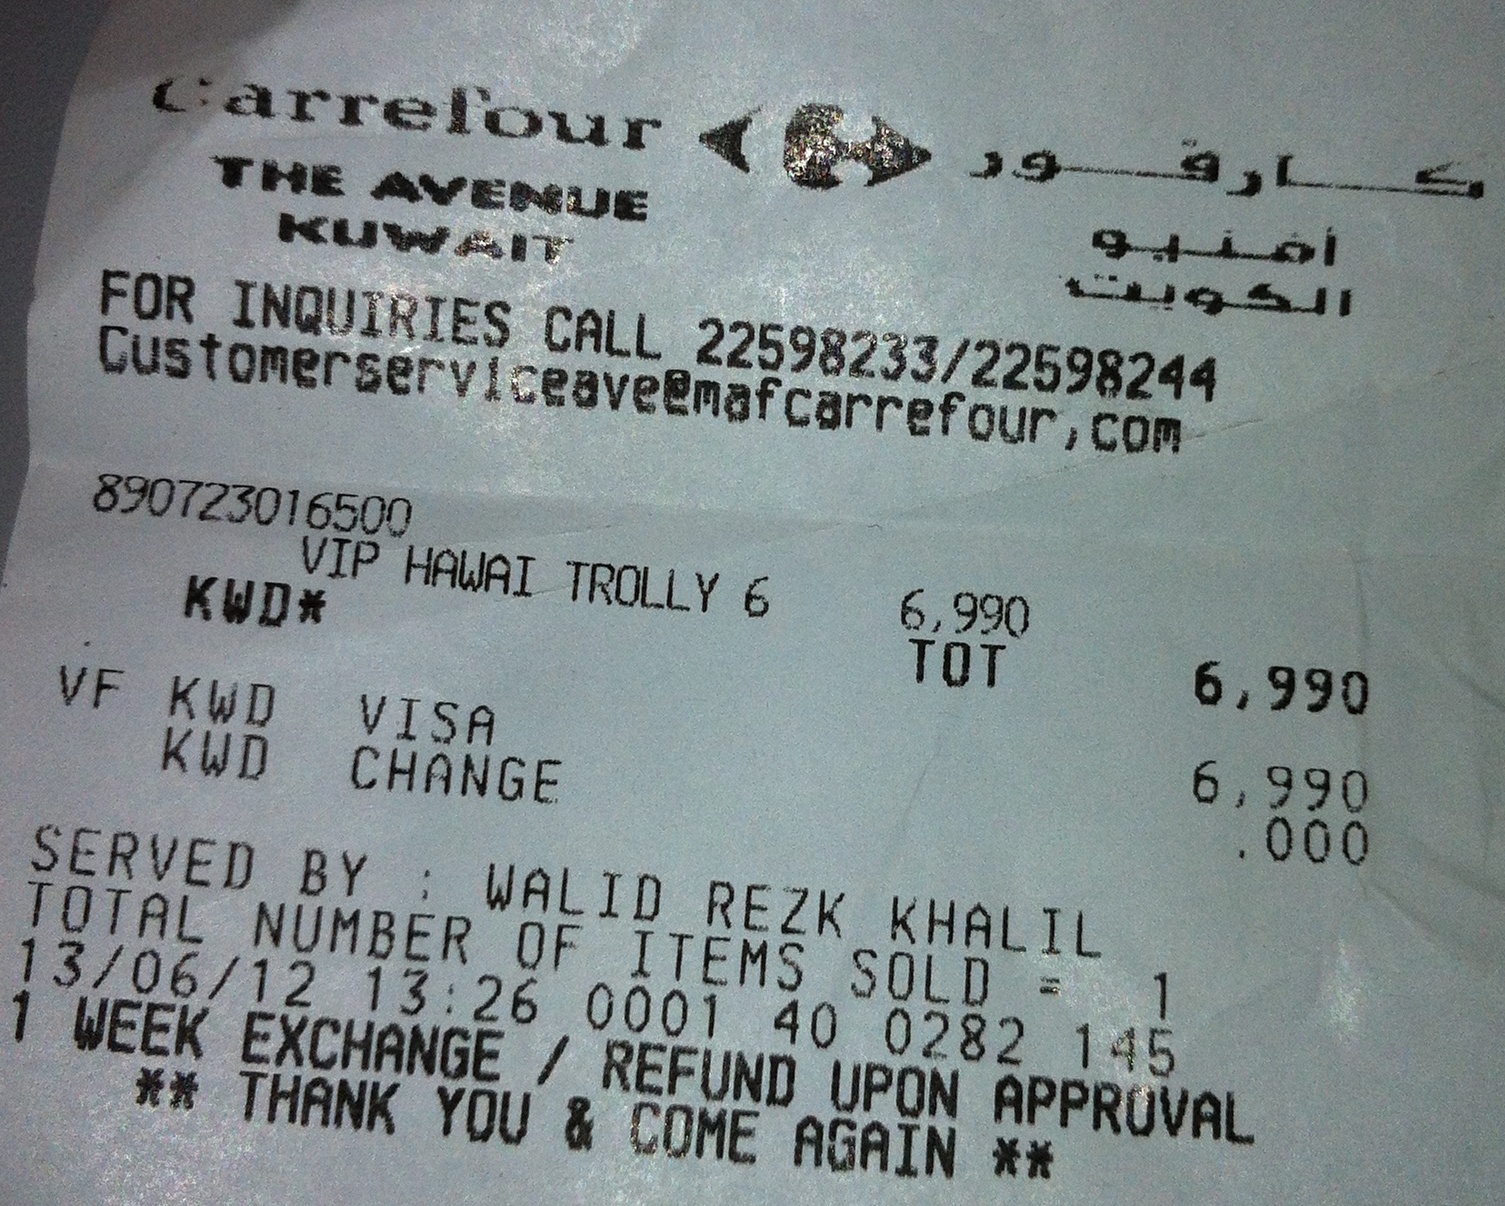 Carrefour كارفور
THE AVENUE أفنيو
KUWAIT الكويت
FOR INQUIRIES CALL 22598233/22598244
Customerserviceave@mafcarrefour,com
890723016500
VIP HAWAI TROLLY 6 6,990
KWD* TOT 6,990
VF KWD VISA 6,990
KWD CHANGE .000
SERVED BY : WALID REZK KHALIL
TOTAL NUMBER OF ITEMS SOLD = 1
13/06/12 13:26 0001 40 0282 145
1 WEEK EXCHANGE / REFUND UPON APPROVAL
** THANK YOU & COME AGAIN **